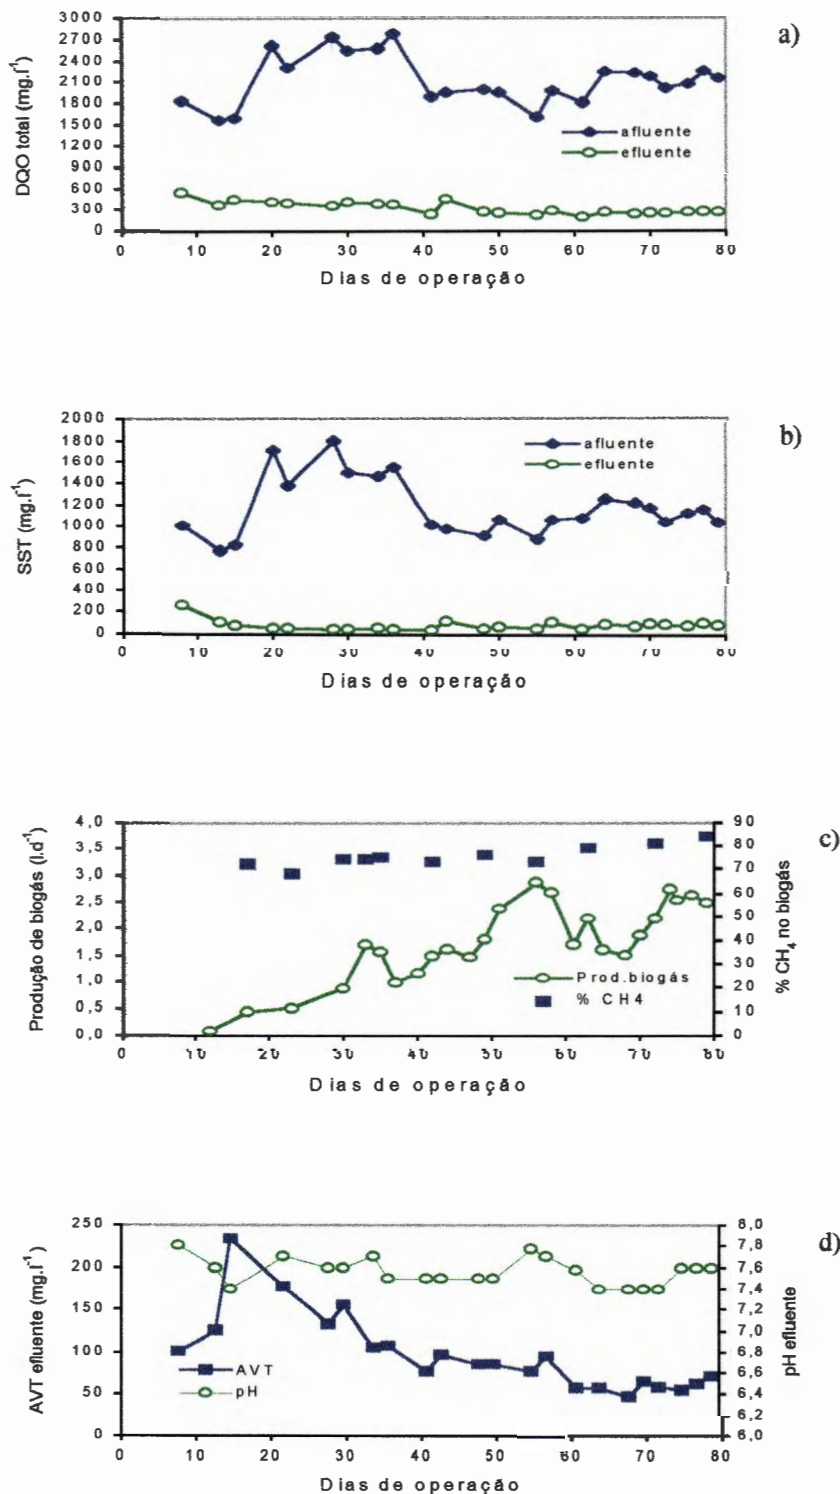 a)
3000
2700
2400
2100
1800
1500
1200
900
600
300
0
DQO total (mg.l⁻¹)
afluente
efluente
0 10 20 30 40 50 60 70 80
Dias de operação
b)
2000
1800
1600
1400
1200
1000
800
600
400
200
0
SST (mg.l⁻¹)
afluente
efluente
0 10 20 30 40 50 60 70 80
Dias de operação
c)
4,0
3,5
3,0
2,5
2,0
1,5
1,0
0,5
0,0
Produção de biogás (l.d⁻¹)
90
80
70
60
50
40
30
20
10
0
% CH₄ no biogás
Prod.biogás
% CH4
0 10 20 30 40 50 60 70 80
Dias de operação
d)
250
200
150
100
50
0
AVT efluente (mg.l⁻¹)
8,0
7,8
7,6
7,4
7,2
7,0
6,8
6,6
6,4
6,2
6,0
pH efluente
AVT
pH
0 10 20 30 40 50 60 70 80
Dias de operação